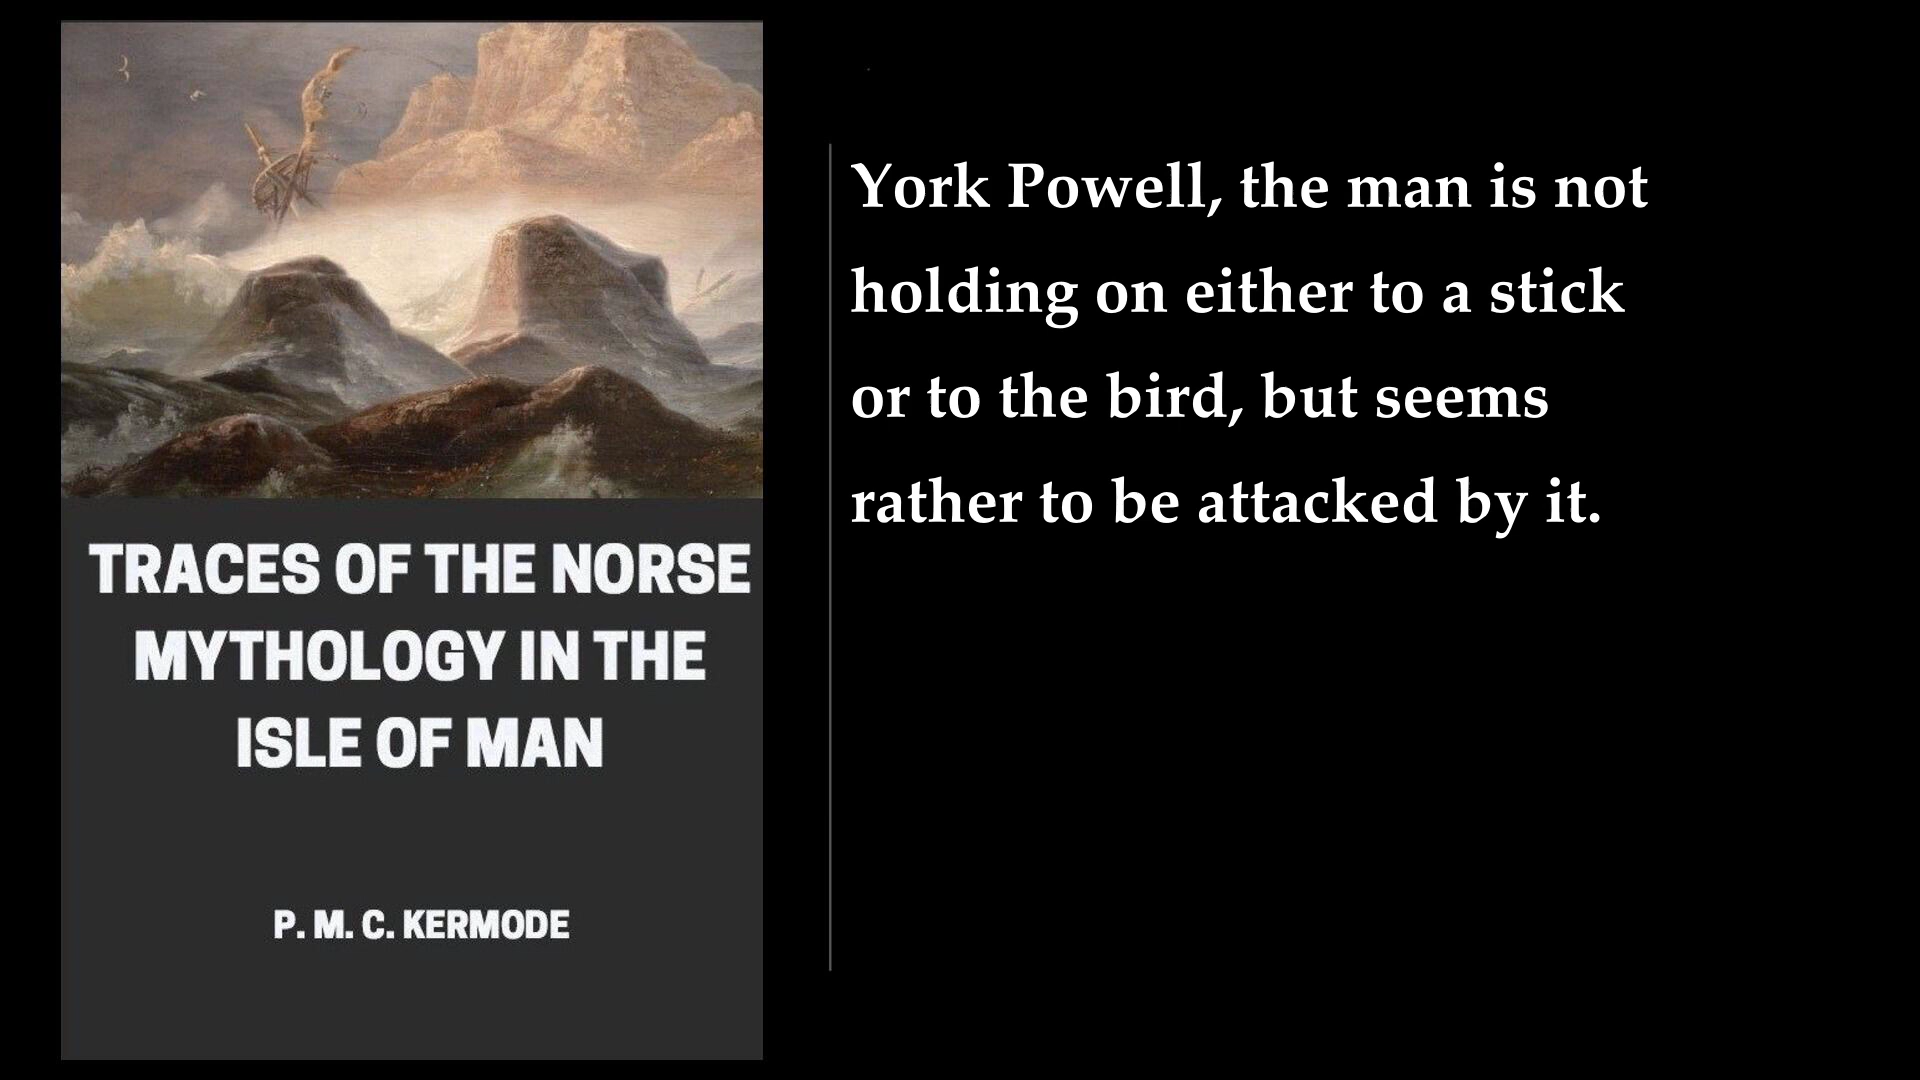 TRACES OF THE NORSE
MYTHOLOGY IN THE
ISLE OF MAN
P. M. C. KERMODE
York Powell, the man is not
holding on either to a stick
or to the bird, but seems
rather to be attacked by it.